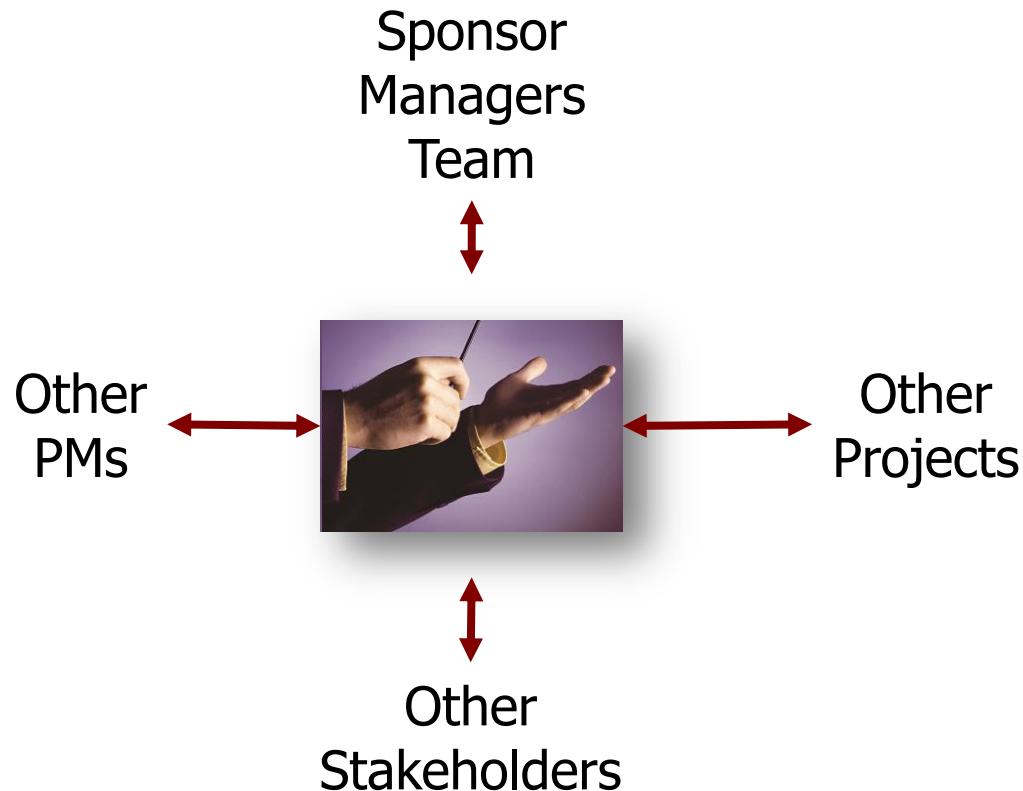 Sponsor
Managers
Team
Other
PMs
Other
Projects
Other
Stakeholders